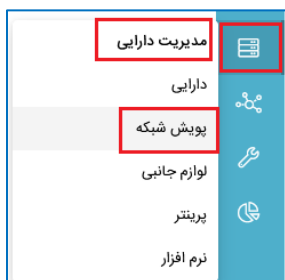 مدیریت دارایی
دارایی
پویش شبکه
لوازم جانبی
پرینتر
نرم افزار